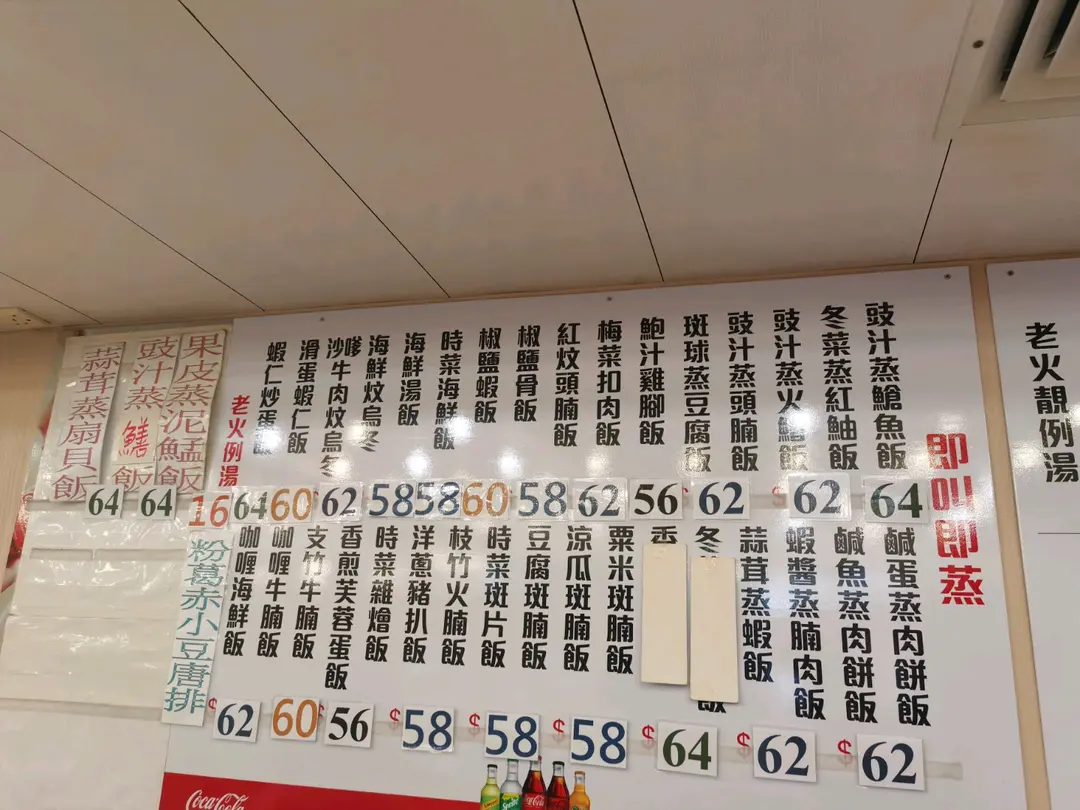 老火靚例湯
即叫即蒸
豉汁蒸鯧魚飯
冬菜蒸紅鮋飯
豉汁蒸火鱔飯
豉汁蒸頭腩飯
斑球蒸豆腐飯
鮑汁雞腳飯
梅菜扣肉飯
紅炆頭腩飯
椒鹽骨飯
椒鹽蝦飯
時菜海鮮飯
海鮮湯飯
海鮮炆烏冬
沙嗲牛肉炆烏冬
滑蛋蝦仁飯
蝦仁炒蛋飯
老火例湯
果皮蒸泥鯭飯
豉汁蒸鱔飯
蒜茸蒸扇貝飯
64 64 16 64 60 62 58 58 60 58 62 56 62 62 64
鹹蛋蒸肉餅飯
鹹魚蒸肉餅飯
蝦醬蒸腩肉飯
蒜茸蒸蝦飯
冬
飯
香
粟米斑腩飯
涼瓜斑腩飯
豆腐斑腩飯
時菜斑片飯
枝竹火腩飯
洋蔥豬扒飯
時菜雜燴飯
香煎芙蓉蛋飯
支竹牛腩飯
咖喱牛腩飯
咖喱海鮮飯
粉葛赤小豆唐排
$62 $60 $56 $58 $58 $58 $64 $62 $62
Coca-Cola